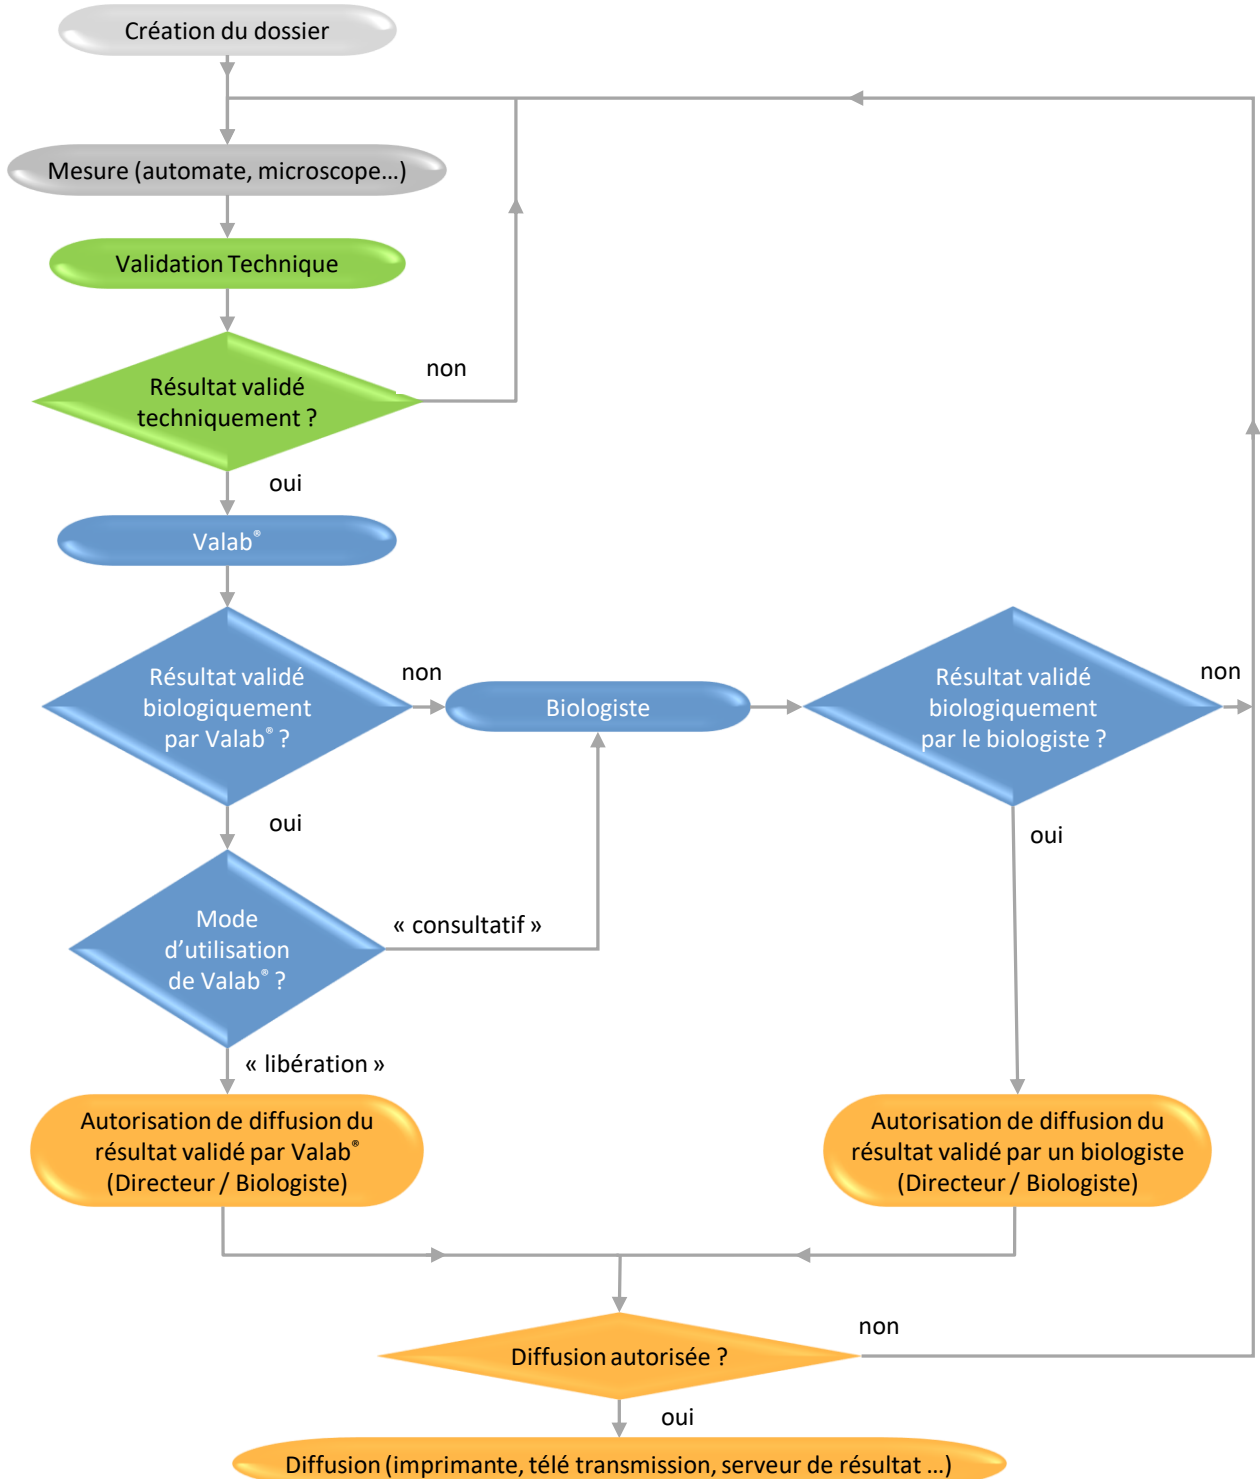 Création du dossier
Mesure (automate, microscope…)
Validation Technique
Résultat validé
techniquement ?
non
oui
Valab®
Résultat validé
biologiquement
par Valab® ?
non
Biologiste
Résultat validé
biologiquement
par le biologiste ?
non
oui
oui
Mode
d’utilisation
de Valab® ?
« consultatif »
« libération »
Autorisation de diffusion du
résultat validé par Valab®
(Directeur / Biologiste)
Autorisation de diffusion du
résultat validé par un biologiste
(Directeur / Biologiste)
Diffusion autorisée ?
non
oui
Diffusion (imprimante, télé transmission, serveur de résultat …)